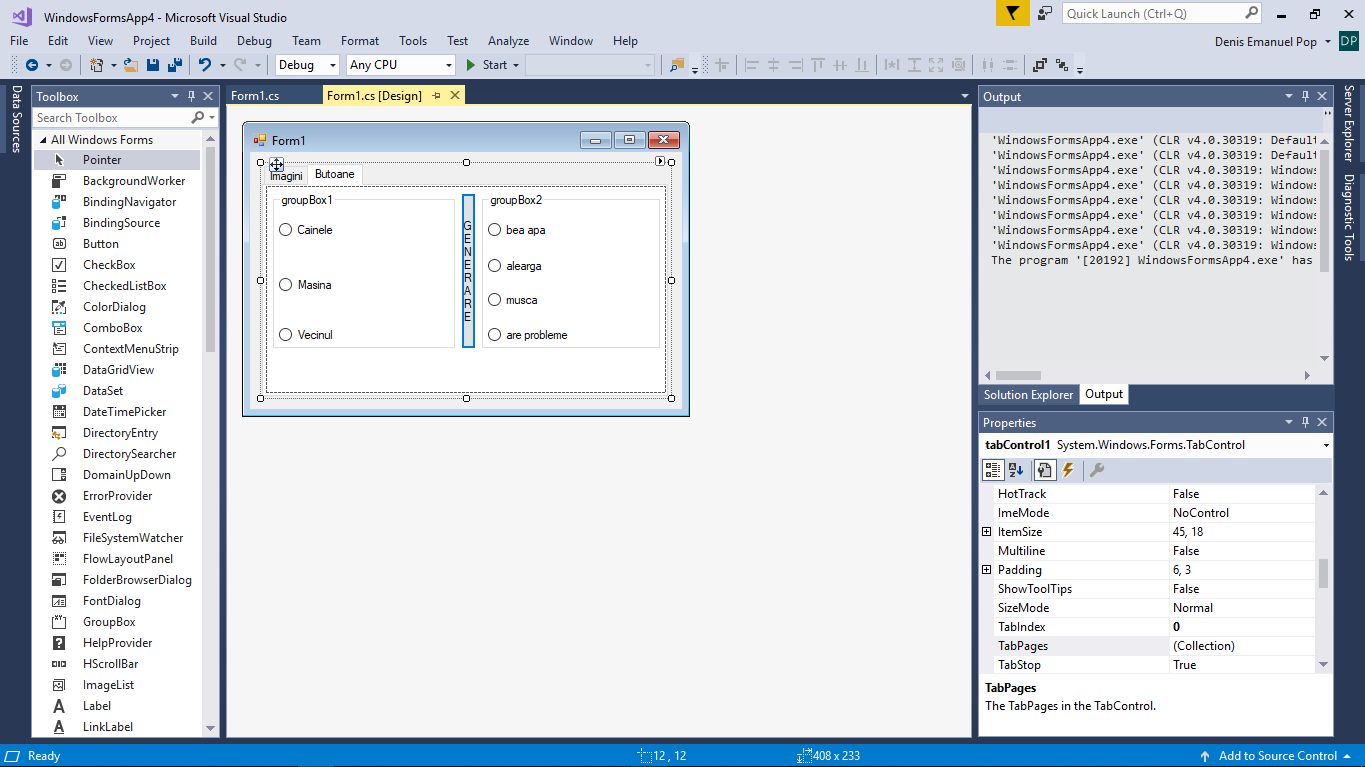 WindowsFormsApp4 - Microsoft Visual Studio
Quick Launch (Ctrl+Q)
File Edit View Project Build Debug Team Format Tools Test Analyze Window Help
Denis Emanuel Pop DP
Debug Any CPU Start
Data Sources
Toolbox
Search Toolbox
All Windows Forms
Pointer
BackgroundWorker
BindingNavigator
BindingSource
Button
CheckBox
CheckedListBox
ColorDialog
ComboBox
ContextMenuStrip
DataGridView
DataSet
DateTimePicker
DirectoryEntry
DirectorySearcher
DomainUpDown
ErrorProvider
EventLog
FileSystemWatcher
FlowLayoutPanel
FolderBrowserDialog
FontDialog
GroupBox
HelpProvider
HScrollBar
ImageList
Label
LinkLabel
Form1.cs Form1.cs [Design]
Form1
Imagini Butoane
groupBox1
Cainele
Masina
Vecinul
GENERARE
groupBox2
bea apa
alearga
musca
are probleme
Output
'WindowsFormsApp4.exe' (CLR v4.0.30319: Default
'WindowsFormsApp4.exe' (CLR v4.0.30319: Default
'WindowsFormsApp4.exe' (CLR v4.0.30319: Windows
'WindowsFormsApp4.exe' (CLR v4.0.30319: Windows
'WindowsFormsApp4.exe' (CLR v4.0.30319: Windows
'WindowsFormsApp4.exe' (CLR v4.0.30319: Windows
'WindowsFormsApp4.exe' (CLR v4.0.30319: Windows
'WindowsFormsApp4.exe' (CLR v4.0.30319: Windows
The program '[20192] WindowsFormsApp4.exe' has
Solution Explorer Output
Server Explorer
Diagnostic Tools
Properties
tabControl1 System.Windows.Forms.TabControl
HotTrack False
ImeMode NoControl
ItemSize 45, 18
Multiline False
Padding 6, 3
ShowToolTips False
SizeMode Normal
TabIndex 0
TabPages (Collection)
TabStop True
TabPages
The TabPages in the TabControl.
Ready 12 , 12 408 x 233 Add to Source Control